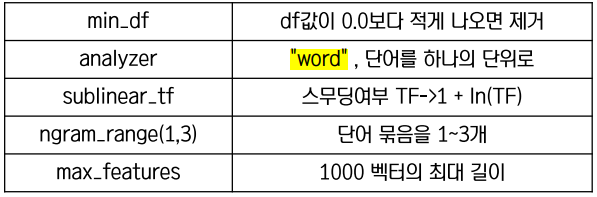 min_df df값이 0.0보다 적게 나오면 제거
analyzer "word" , 단어를 하나의 단위로
sublinear_tf 스무딩여부 TF->1 + ln(TF)
ngram_range(1,3) 단어 묶음을 1~3개
max_features 1000 벡터의 최대 길이